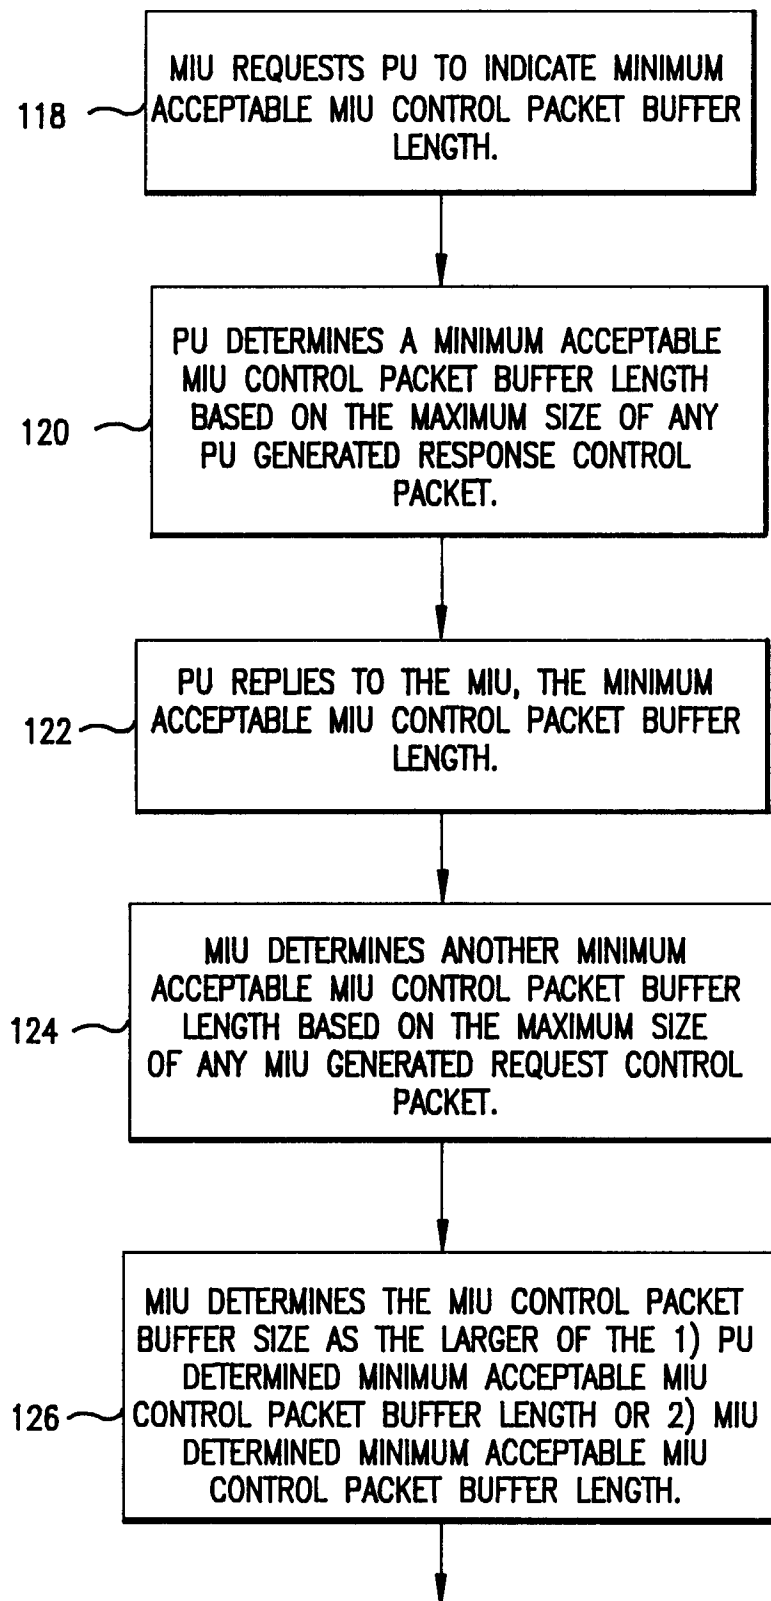 118
MIU REQUESTS PU TO INDICATE MINIMUM
ACCEPTABLE MIU CONTROL PACKET BUFFER
LENGTH.
120
PU DETERMINES A MINIMUM ACCEPTABLE
MIU CONTROL PACKET BUFFER LENGTH
BASED ON THE MAXIMUM SIZE OF ANY
PU GENERATED RESPONSE CONTROL
PACKET.
122
PU REPLIES TO THE MIU, THE MINIMUM
ACCEPTABLE MIU CONTROL PACKET BUFFER
LENGTH.
124
MIU DETERMINES ANOTHER MINIMUM
ACCEPTABLE MIU CONTROL PACKET BUFFER
LENGTH BASED ON THE MAXIMUM SIZE
OF ANY MIU GENERATED REQUEST CONTROL
PACKET.
126
MIU DETERMINES THE MIU CONTROL PACKET
BUFFER SIZE AS THE LARGER OF THE 1) PU
DETERMINED MINIMUM ACCEPTABLE MIU
CONTROL PACKET BUFFER LENGTH OR 2) MIU
DETERMINED MINIMUM ACCEPTABLE MIU
CONTROL PACKET BUFFER LENGTH.